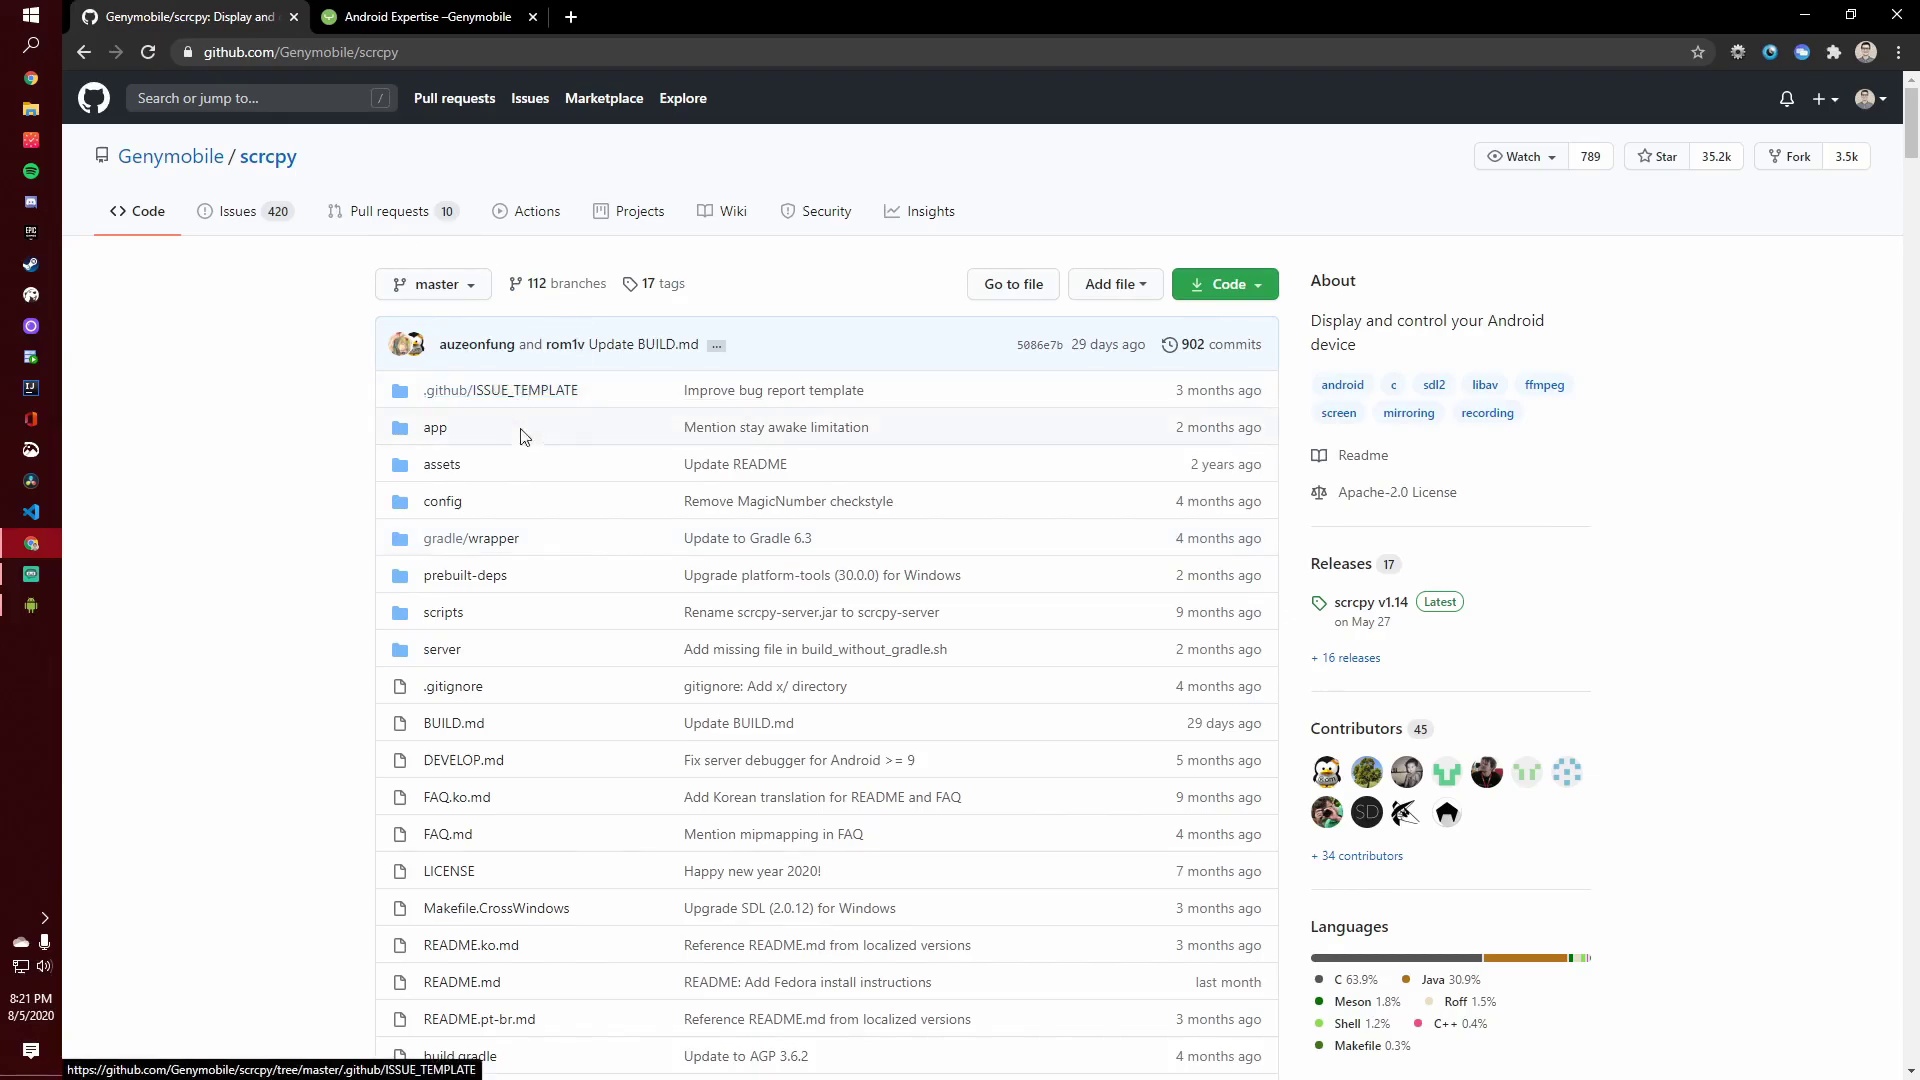 Genymobile/scrcpy: Display and
Android Expertise –Genymobile
github.com/Genymobile/scrcpy
Search or jump to...
/
Pull requests
Issues
Marketplace
Explore
Genymobile / scrcpy
Watch
789
Star
35.2k
Fork
3.5k
Code
Issues 420
Pull requests 10
Actions
Projects
Wiki
Security
Insights
master
112 branches
17 tags
Go to file
Add file
Code
auzeonfung and rom1v Update BUILD.md ...
5086e7b 29 days ago
902 commits
.github/ISSUE_TEMPLATE Improve bug report template 3 months ago
app Mention stay awake limitation 2 months ago
assets Update README 2 years ago
config Remove MagicNumber checkstyle 4 months ago
gradle/wrapper Update to Gradle 6.3 4 months ago
prebuilt-deps Upgrade platform-tools (30.0.0) for Windows 2 months ago
scripts Rename scrcpy-server.jar to scrcpy-server 9 months ago
server Add missing file in build_without_gradle.sh 2 months ago
.gitignore gitignore: Add x/ directory 4 months ago
BUILD.md Update BUILD.md 29 days ago
DEVELOP.md Fix server debugger for Android >= 9 5 months ago
FAQ.ko.md Add Korean translation for README and FAQ 9 months ago
FAQ.md Mention mipmapping in FAQ 4 months ago
LICENSE Happy new year 2020! 7 months ago
Makefile.CrossWindows Upgrade SDL (2.0.12) for Windows 3 months ago
README.ko.md Reference README.md from localized versions 3 months ago
README.md README: Add Fedora install instructions last month
README.pt-br.md Reference README.md from localized versions 3 months ago
build.gradle Update to AGP 3.6.2 4 months ago
About
Display and control your Android
device
android c sdl2 libav ffmpeg
screen mirroring recording
Readme
Apache-2.0 License
Releases 17
scrcpy v1.14 Latest
on May 27
+ 16 releases
Contributors 45
SD
+ 34 contributors
Languages
C 63.9% Java 30.9%
Meson 1.8% Roff 1.5%
Shell 1.2% C++ 0.4%
Makefile 0.3%
EPIC
IJ
8:21 PM
8/5/2020
https://github.com/Genymobile/scrcpy/tree/master/.github/ISSUE_TEMPLATE